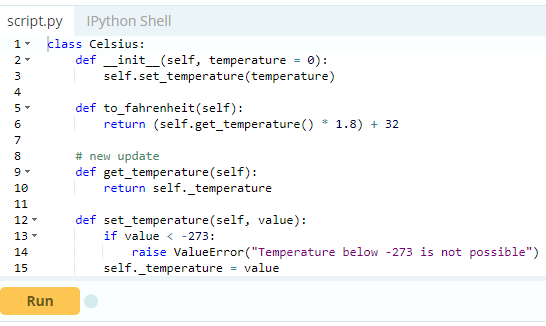 script.py IPython Shell
1 class Celsius:
2     def __init__(self, temperature = 0):
3         self.set_temperature(temperature)
4
5     def to_fahrenheit(self):
6         return (self.get_temperature() * 1.8) + 32
7
8     # new update
9     def get_temperature(self):
10         return self._temperature
11
12     def set_temperature(self, value):
13         if value < -273:
14             raise ValueError("Temperature below -273 is not possible")
15         self._temperature = value
Run